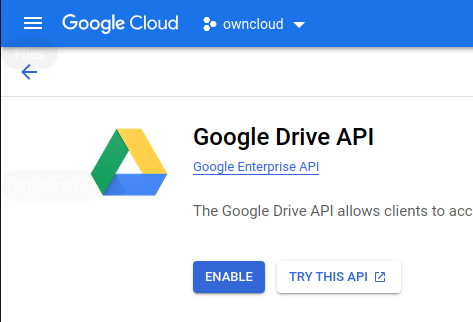 Google Cloud
owncloud
Files
Google Drive API
Google Enterprise API
The Google Drive API allows clients to acc
ENABLE
TRY THIS API